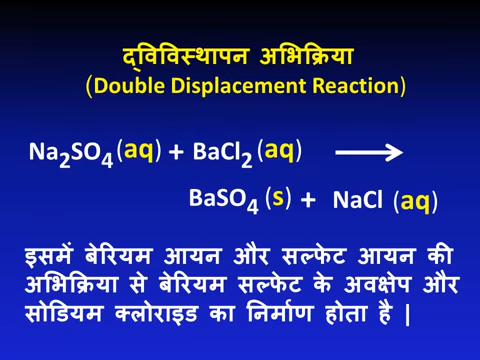 द्विविस्थापन अभिक्रिया
(Double Displacement Reaction)
Na₂SO₄ (aq) + BaCl₂ (aq) ⟶
BaSO₄ (s) + NaCl (aq)
इसमें बेरियम आयन और सल्फेट आयन की
अभिक्रिया से बेरियम सल्फेट के अवक्षेप और
सोडियम क्लोराइड का निर्माण होता है |